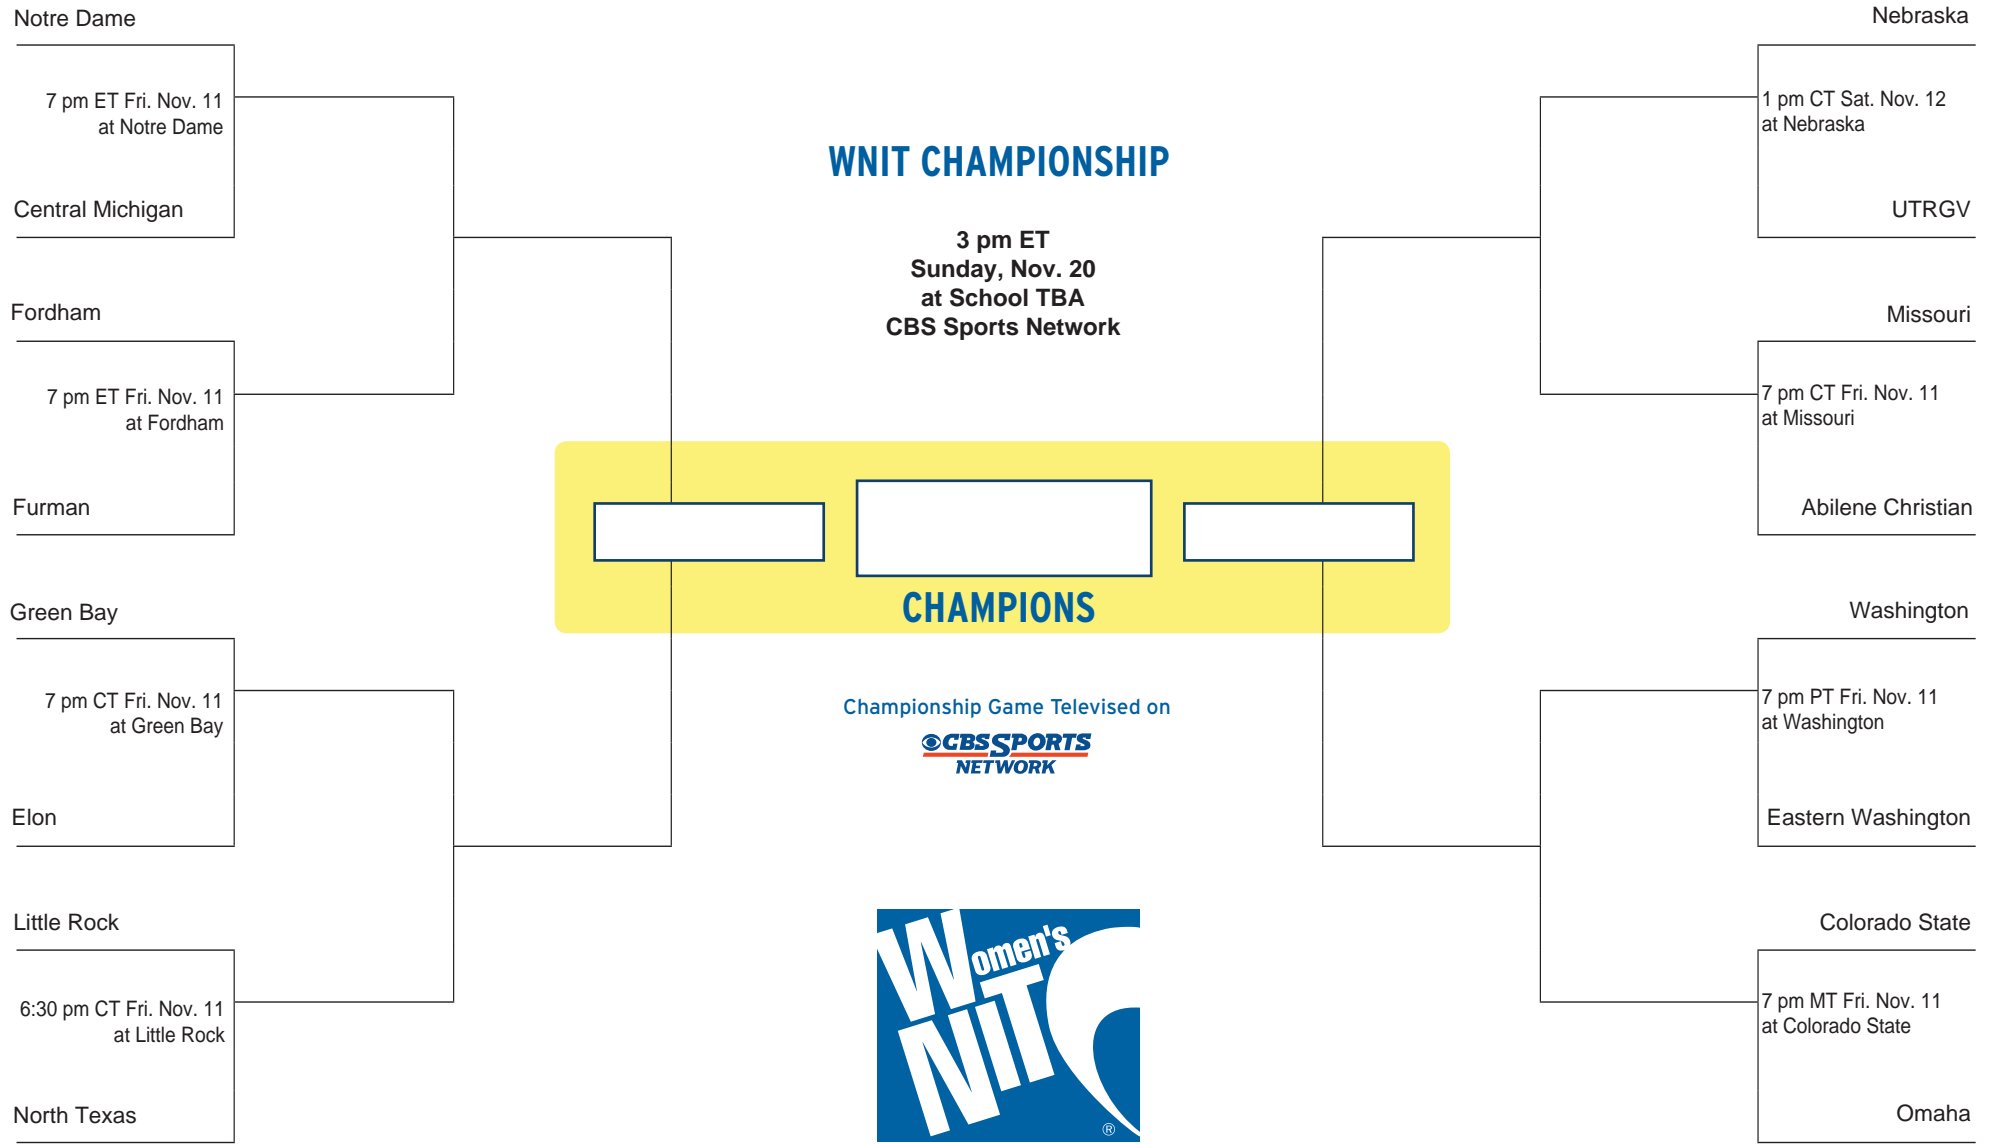 Notre Dame
7 pm ET Fri. Nov. 11
at Notre Dame
Central Michigan
Fordham
7 pm ET Fri. Nov. 11
at Fordham
Furman
Green Bay
7 pm CT Fri. Nov. 11
at Green Bay
Elon
Little Rock
6:30 pm CT Fri. Nov. 11
at Little Rock
North Texas
WNIT CHAMPIONSHIP
3 pm ET
Sunday, Nov. 20
at School TBA
CBS Sports Network
CHAMPIONS
Championship Game Televised on
CBS SPORTS
NETWORK
Women's
NIT
®
Nebraska
1 pm CT Sat. Nov. 12
at Nebraska
UTRGV
Missouri
7 pm CT Fri. Nov. 11
at Missouri
Abilene Christian
Washington
7 pm PT Fri. Nov. 11
at Washington
Eastern Washington
Colorado State
7 pm MT Fri. Nov. 11
at Colorado State
Omaha